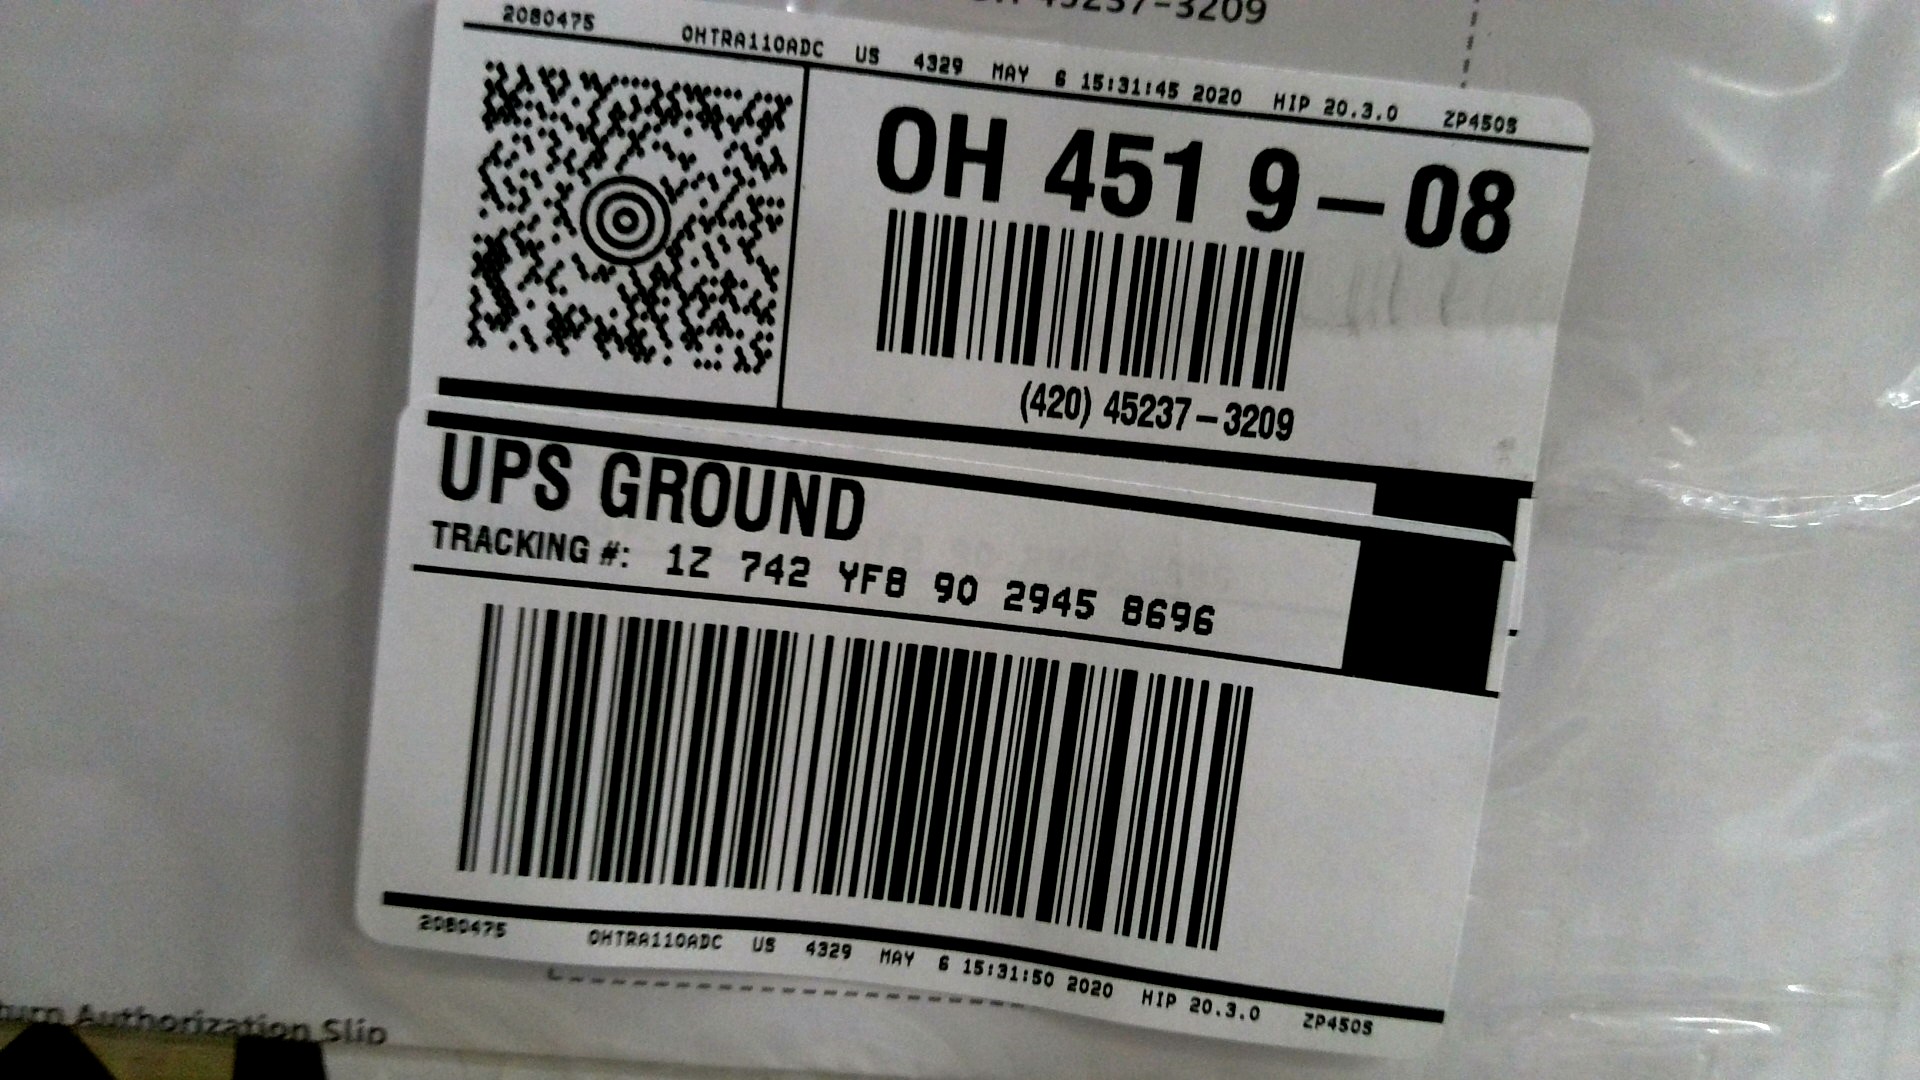 45237-3209
2080475 OHTRA110ADC US 4329 MAY 6 15:31:45 2020 HIP 20.3.0 ZP450S
OH 451 9-08
(420) 45237-3209
UPS GROUND
TRACKING #: 1Z 742 YF8 90 2945 8696
2080475 OHTRA110ADC US 4329 MAY 6 15:31:50 2020 HIP 20.3.0 ZP450S
turn Authorization Slip